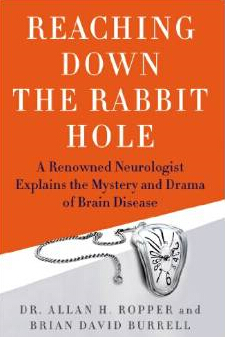 REACHING
DOWN
THE RABBIT
HOLE
A Renowned Neurologist
Explains the Mystery and Drama
of Brain Disease
DR. ALLAN H. ROPPER and
BRIAN DAVID BURRELL